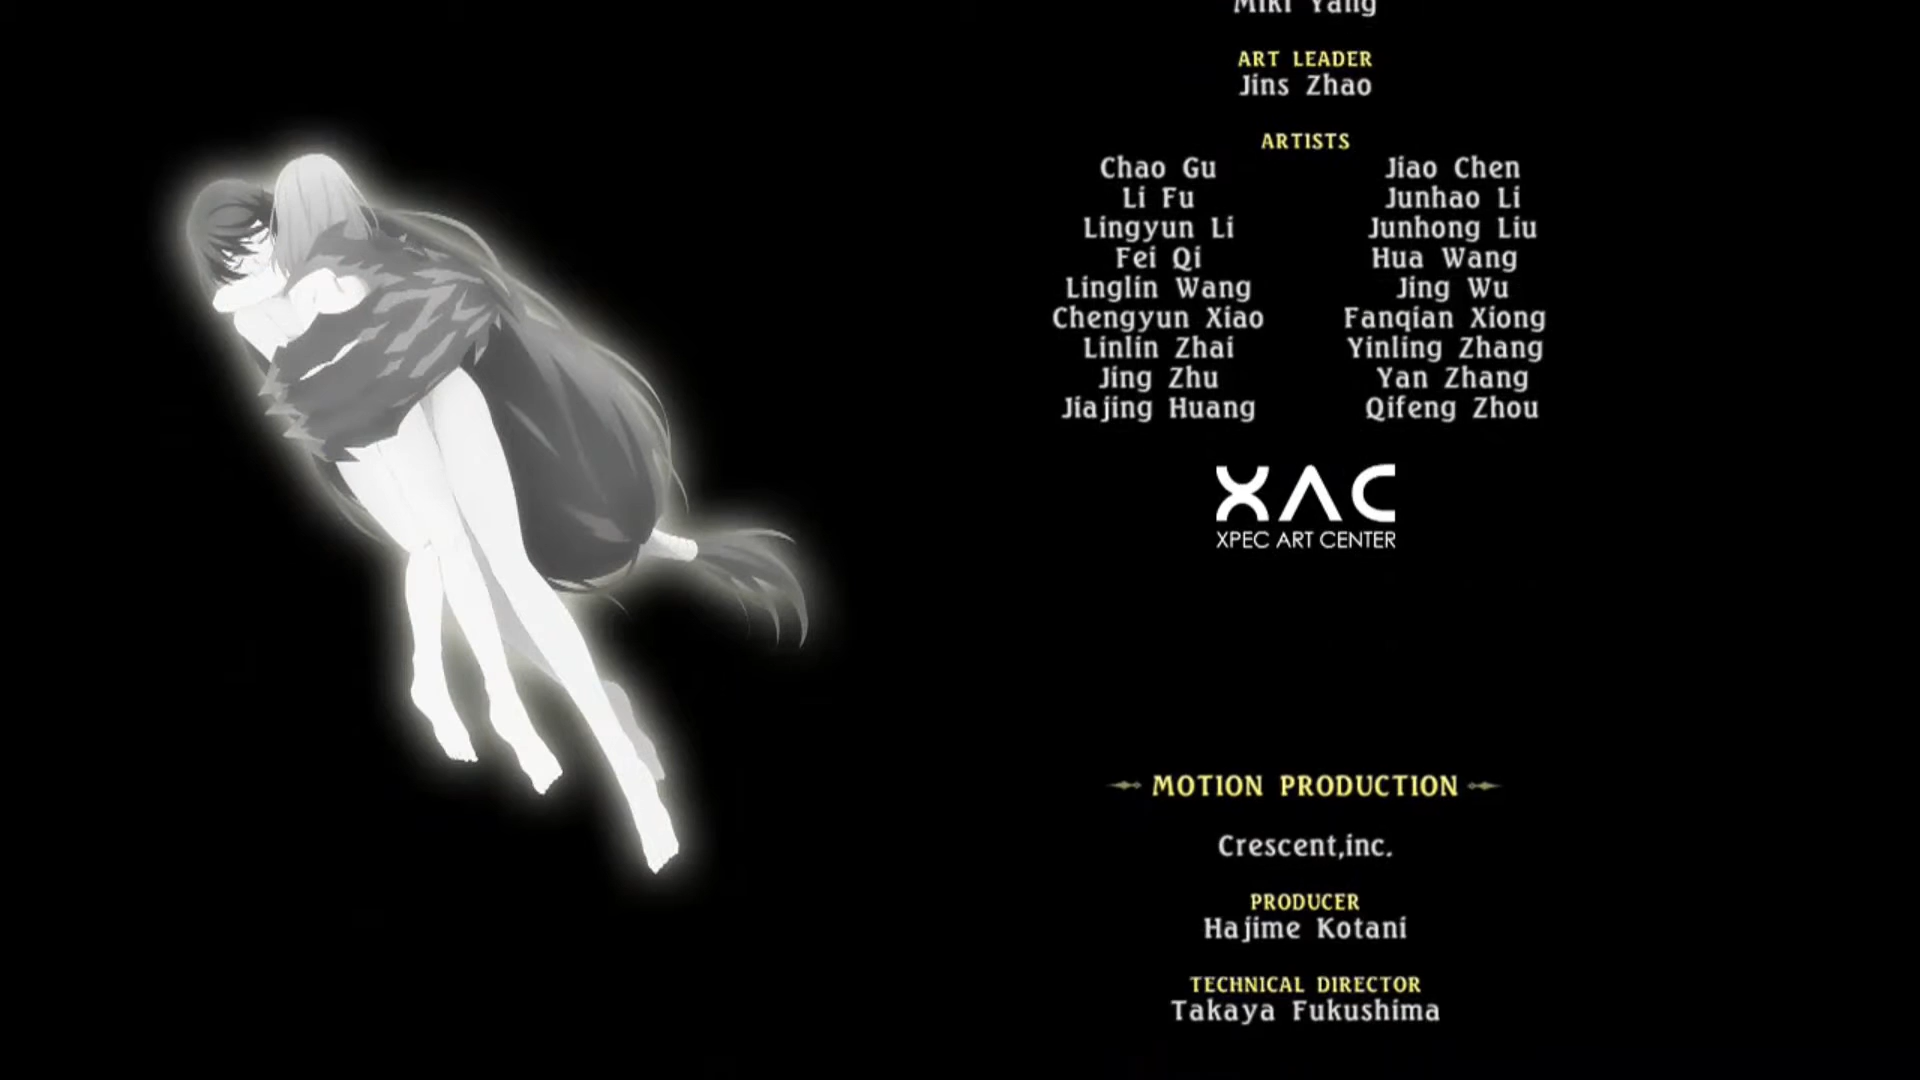 Miki Yang
ART LEADER
Jins Zhao
ARTISTS
Chao Gu Jiao Chen
Li Fu Junhao Li
Lingyun Li Junhong Liu
Fei Qi Hua Wang
Linglin Wang Jing Wu
Chengyun Xiao Fanqian Xiong
Linlin Zhai Yinling Zhang
Jing Zhu Yan Zhang
Jiajing Huang Qifeng Zhou
XAC
XPEC ART CENTER
MOTION PRODUCTION
Crescent,inc.
PRODUCER
Hajime Kotani
TECHNICAL DIRECTOR
Takaya Fukushima